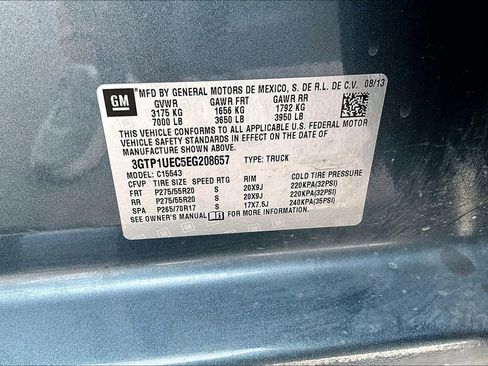 GM
MFD BY GENERAL MOTORS DE MEXICO, S. DE R.L. DE C.V. 08/13
GVWR GAWR FRT GAWR RR
3175 KG 1656 KG 1792 KG
7000 LB 3650 LB 3950 LB
THIS VEHICLE CONFORMS TO ALL APPLICABLE U.S. FEDERAL MOTOR
VEHICLE SAFETY STANDARDS IN EFFECT ON THE DATE OF
MANUFACTURE SHOWN ABOVE.
3GTP1UEC5EG208657 TYPE: TRUCK
MODEL: C15543
CFVP TIRE SIZE SPEED RTG RIM COLD TIRE PRESSURE
FRT P275/55R20 S 20X9J 220KPA(32PSI)
RR P275/55R20 S 20X9J 220KPA(32PSI)
SPA P265/70R17 S 17X7.5J 240KPA(35PSI)
SEE OWNER'S MANUAL FOR MORE INFORMATION.